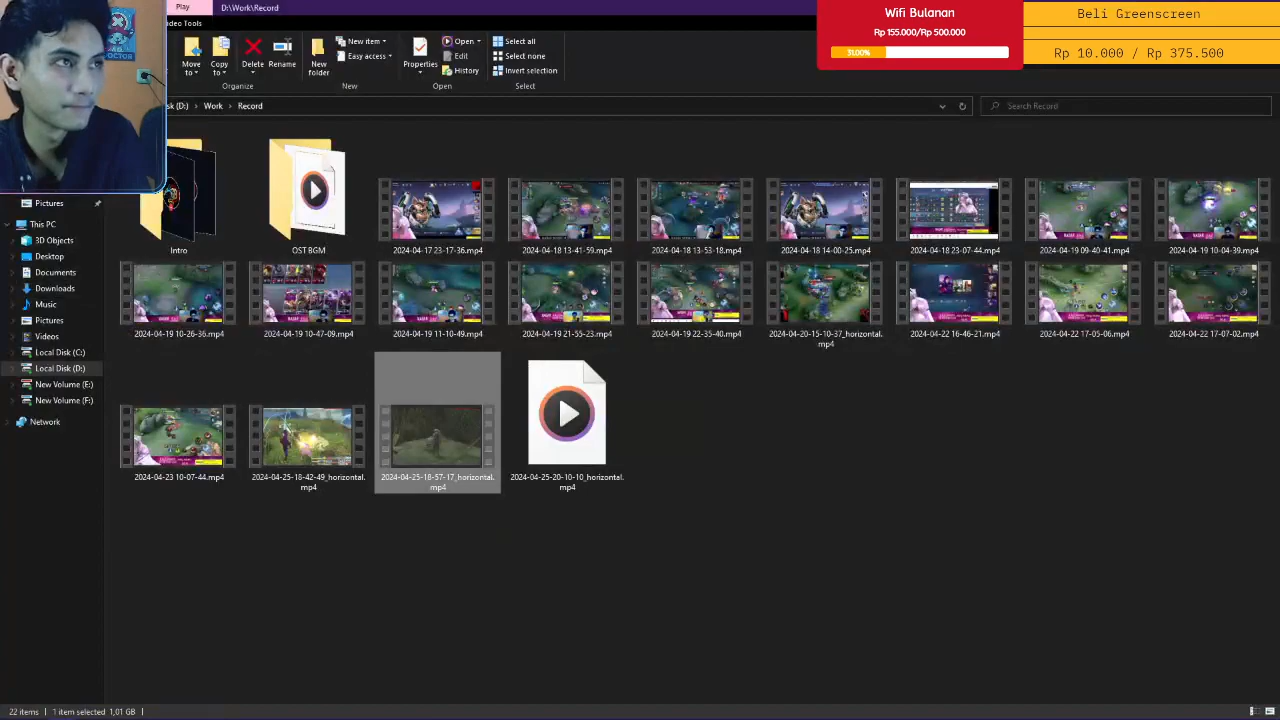 Play
D:\Work\Record
ideo Tools
Move to
Copy to
Delete
Rename
New folder
New item
Easy access
Properties
Open
Edit
History
Select all
Select none
Invert selection
Organize
New
Open
Select
Wifi Bulanan
Rp 155.000/Rp 500.000
31.00%
Beli Greenscreen
Rp 10.000 / Rp 375.500
sk (D:) > Work > Record
Search Record
Pictures
This PC
3D Objects
Desktop
Documents
Downloads
Music
Pictures
Videos
Local Disk (C:)
Local Disk (D:)
New Volume (E:)
New Volume (F:)
Network
Intro
OST BGM
2024-04-17 23-17-36.mp4
2024-04-18 13-41-59.mp4
2024-04-18 13-53-18.mp4
2024-04-18 14-00-25.mp4
2024-04-18 23-07-44.mp4
2024-04-19 09-40-41.mp4
2024-04-19 10-04-39.mp4
2024-04-19 10-26-36.mp4
2024-04-19 10-47-09.mp4
2024-04-19 11-10-49.mp4
2024-04-19 21-55-23.mp4
2024-04-19 22-35-40.mp4
2024-04-20-15-10-37_horizontal.
mp4
2024-04-22 16-46-21.mp4
2024-04-22 17-05-06.mp4
2024-04-22 17-07-02.mp4
2024-04-23 10-07-44.mp4
2024-04-25-18-42-49_horizontal.
mp4
2024-04-25-18-57-17_horizontal.
mp4
2024-04-25-20-10-10_horizontal.
mp4
22 items
1 item selected 1,01 GB